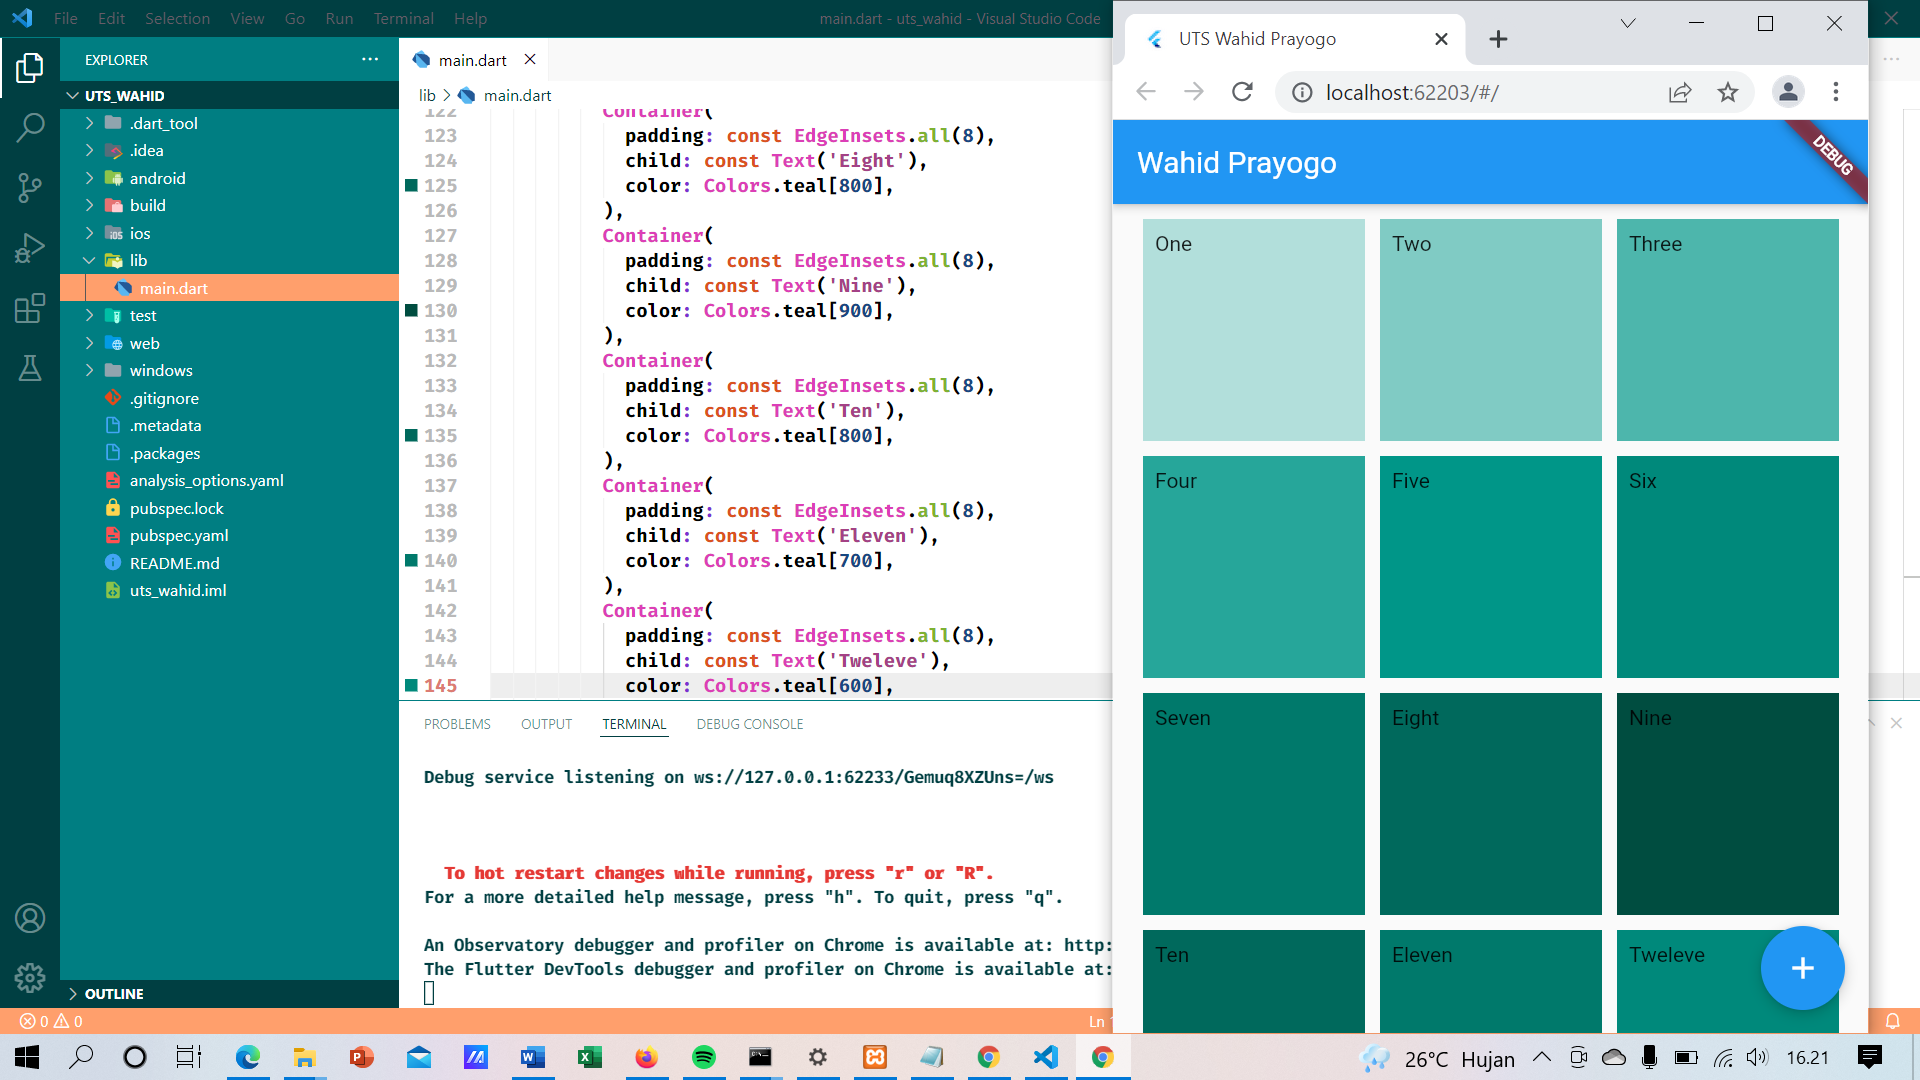 File Edit Selection View Go Run Terminal Help
main.dart - uts_wahid - Visual Studio Code
EXPLORER
UTS_WAHID
.dart_tool
.idea
android
build
ios
lib
main.dart
test
web
windows
.gitignore
.metadata
.packages
analysis_options.yaml
pubspec.lock
pubspec.yaml
README.md
uts_wahid.iml
OUTLINE
main.dart
lib > main.dart
122 Container(
123 padding: const EdgeInsets.all(8),
124 child: const Text('Eight'),
125 color: Colors.teal[800],
126 ),
127 Container(
128 padding: const EdgeInsets.all(8),
129 child: const Text('Nine'),
130 color: Colors.teal[900],
131 ),
132 Container(
133 padding: const EdgeInsets.all(8),
134 child: const Text('Ten'),
135 color: Colors.teal[800],
136 ),
137 Container(
138 padding: const EdgeInsets.all(8),
139 child: const Text('Eleven'),
140 color: Colors.teal[700],
141 ),
142 Container(
143 padding: const EdgeInsets.all(8),
144 child: const Text('Tweleve'),
145 color: Colors.teal[600],
PROBLEMS OUTPUT TERMINAL DEBUG CONSOLE
Debug service listening on ws://127.0.0.1:62233/Gemuq8XZUns=/ws
To hot restart changes while running, press "r" or "R".
For a more detailed help message, press "h". To quit, press "q".
An Observatory debugger and profiler on Chrome is available at: http:
The Flutter DevTools debugger and profiler on Chrome is available at:
0 0
Ln
UTS Wahid Prayogo
localhost:62203/#/
Wahid Prayogo
DEBUG
One Two Three
Four Five Six
Seven Eight Nine
Ten Eleven Tweleve
26°C Hujan
16.21